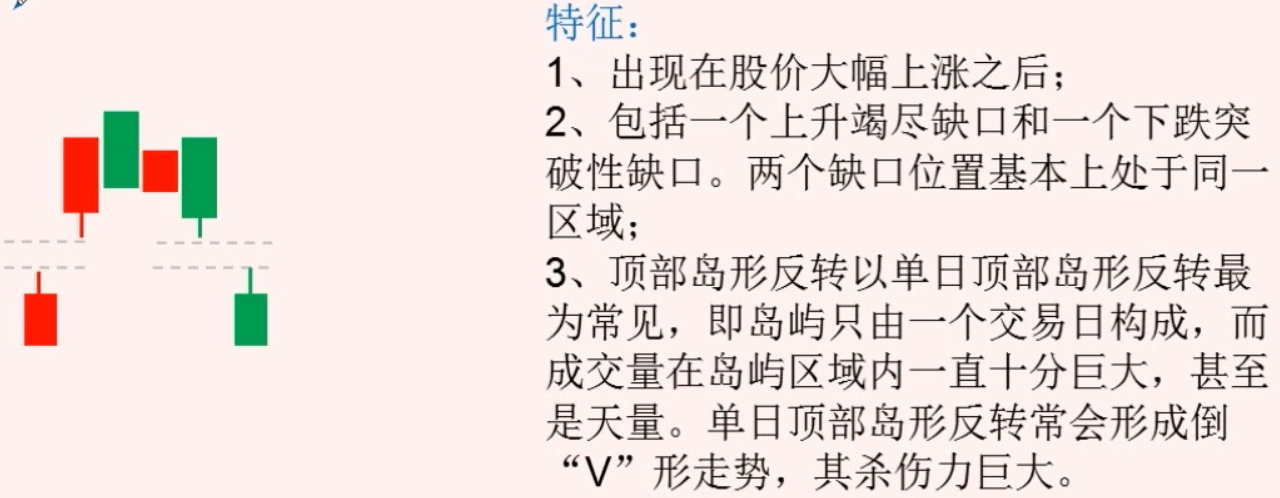 特征：
1、出现在股价大幅上涨之后；
2、包括一个上升竭尽缺口和一个下跌突
破性缺口。两个缺口位置基本上处于同一
区域；
3、顶部岛形反转以单日顶部岛形反转最
为常见，即岛屿只由一个交易日构成，而
成交量在岛屿区域内一直十分巨大，甚至
是天量。单日顶部岛形反转常会形成倒
“V”形走势，其杀伤力巨大。